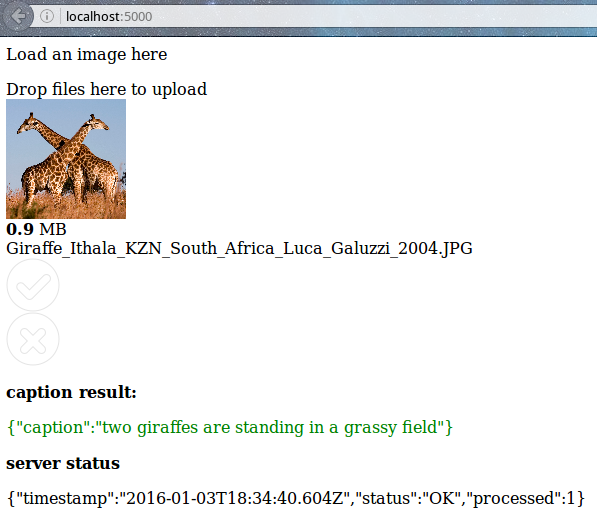 localhost:5000
Load an image here
Drop files here to upload
0.9 MB
Giraffe_Ithala_KZN_South_Africa_Luca_Galuzzi_2004.JPG
caption result:
{"caption":"two giraffes are standing in a grassy field"}
server status
{"timestamp":"2016-01-03T18:34:40.604Z","status":"OK","processed":1}